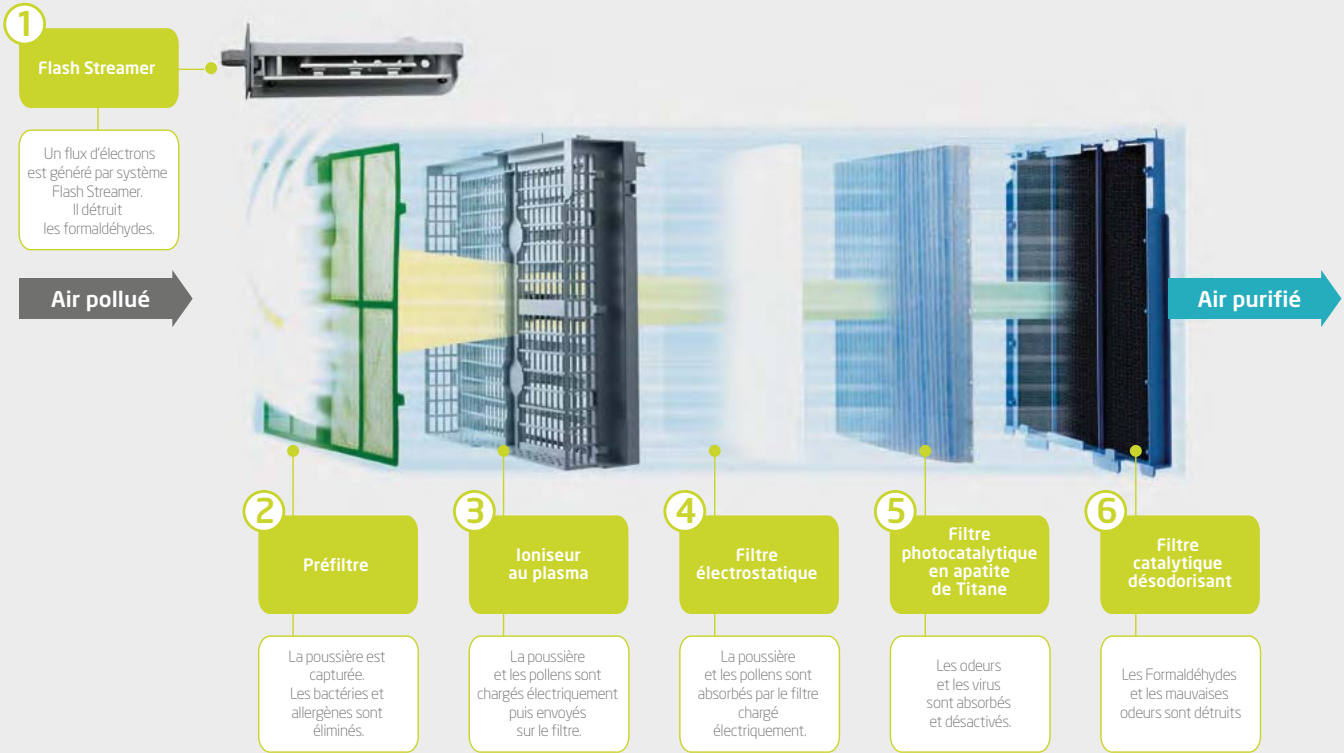 1
Flash Streamer
Un flux d'électrons
est généré par système
Flash Streamer.
Il détruit
les formaldéhydes.
Air pollué
Air purifié
2
Préfiltre
La poussière est
capturée.
Les bactéries et
allergènes sont
éliminés.
3
Ioniseur
au plasma
La poussière
et les pollens sont
chargés électriquement
puis envoyés
sur le filtre.
4
Filtre
électrostatique
La poussière
et les pollens sont
absorbés par le filtre
chargé
électriquement.
5
Filtre
photocatalytique
en apatite
de Titane
Les odeurs
et les virus
sont absorbés
et désactivés.
6
Filtre
catalytique
désodorisant
Les Formaldéhydes
et les mauvaises
odeurs sont détruits